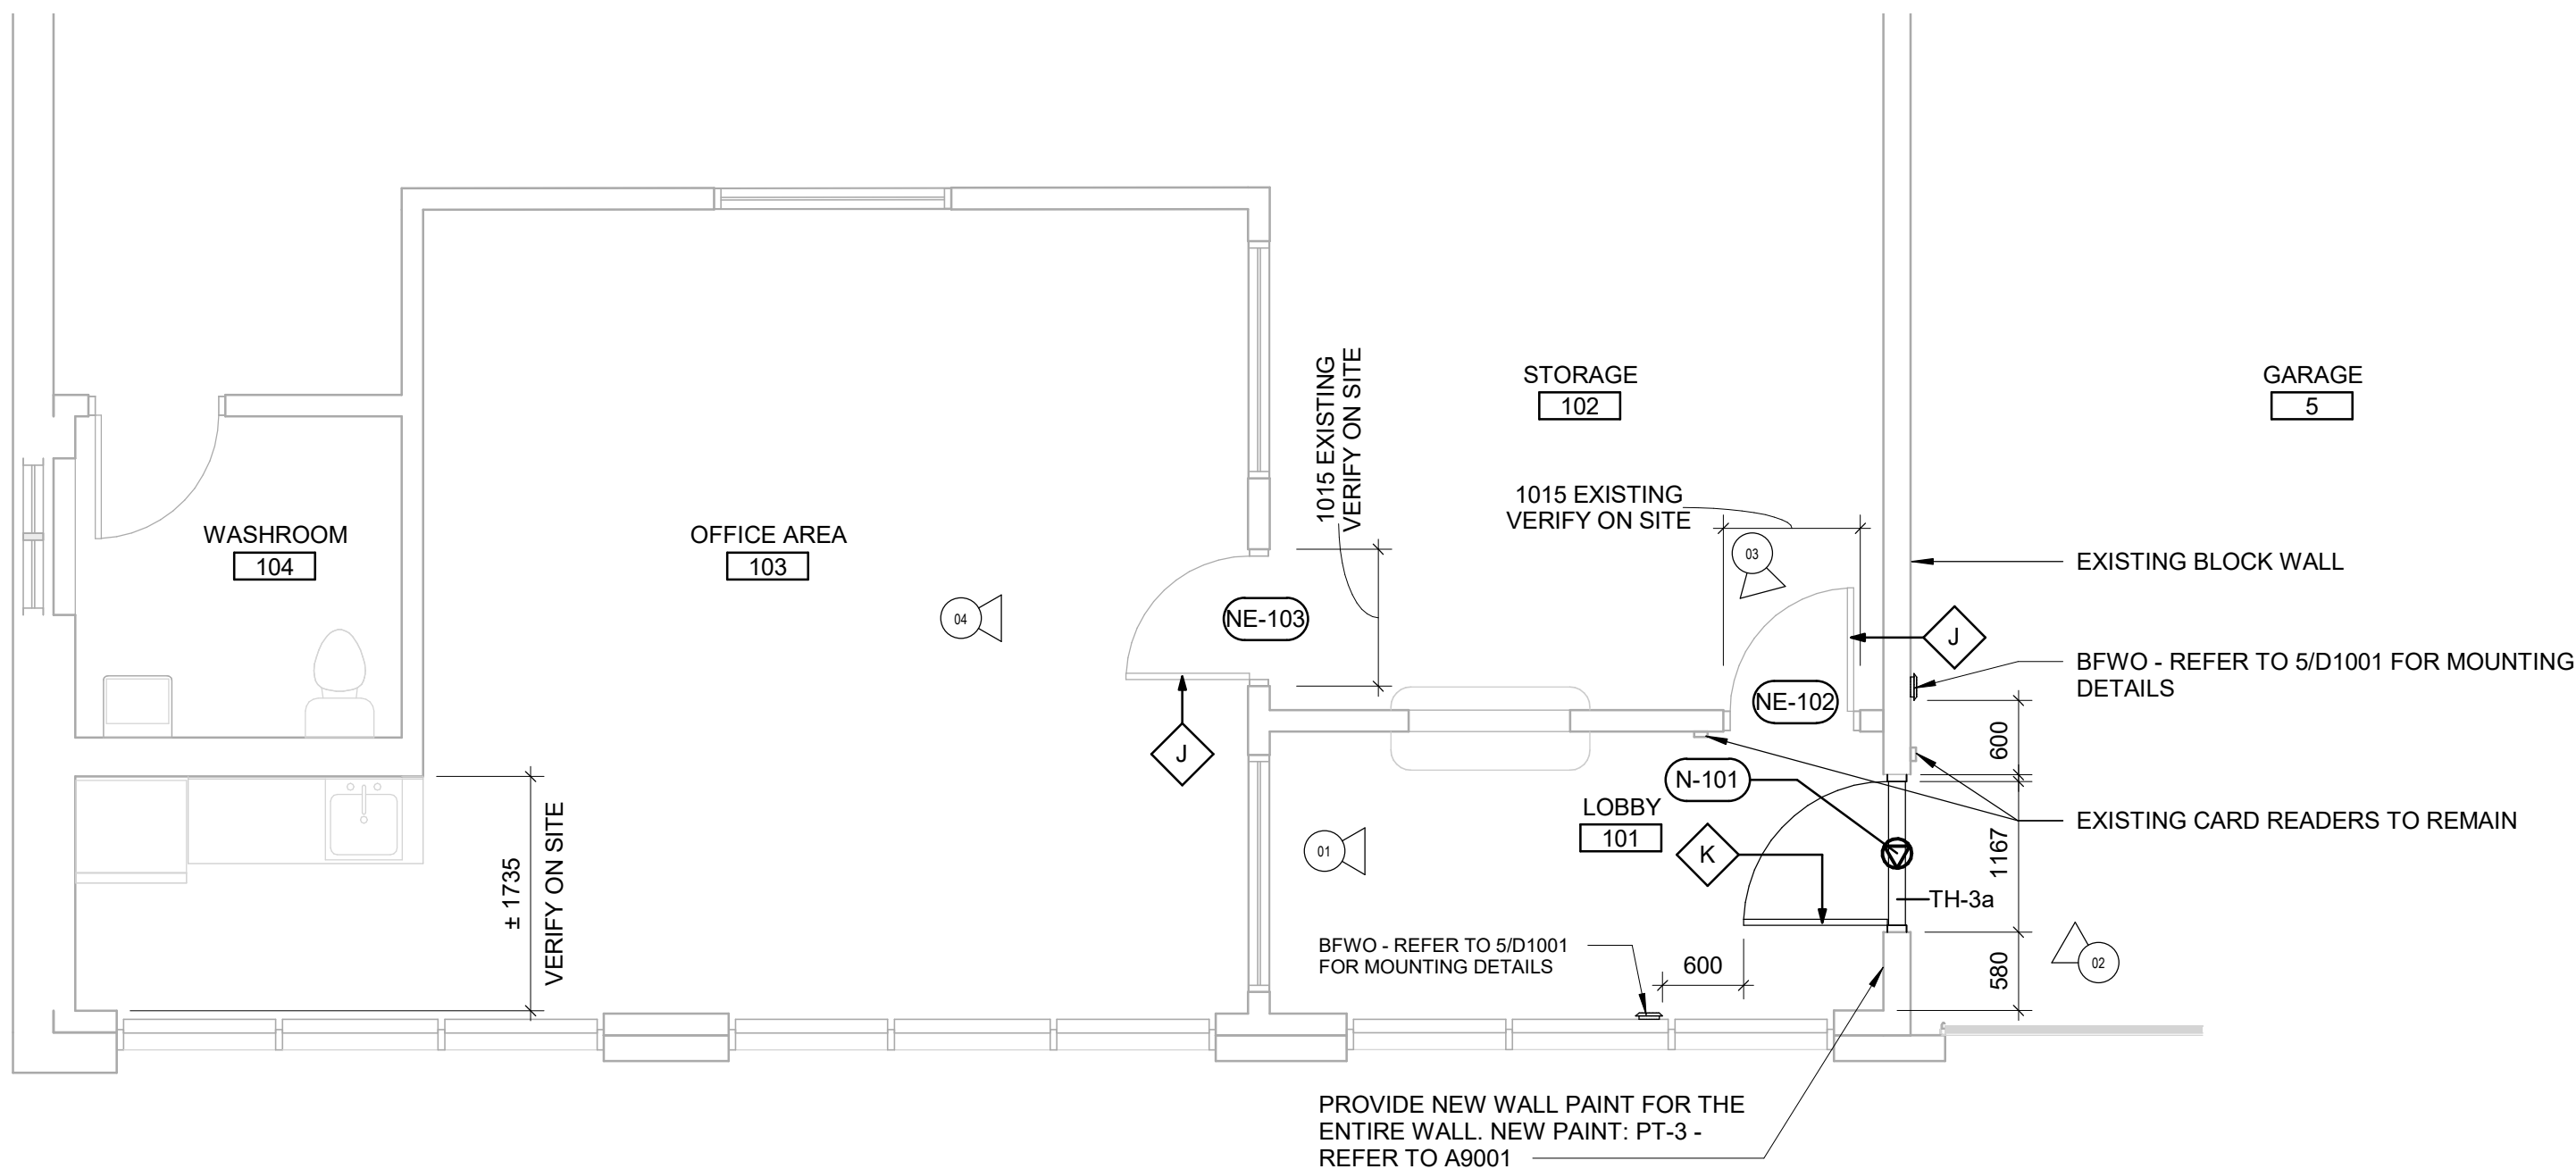 1015 EXISTING
VERIFY ON SITE
STORAGE
102
GARAGE
5
1015 EXISTING
VERIFY ON SITE
WASHROOM
104
OFFICE AREA
103
03
EXISTING BLOCK WALL
04
NE-103
J
BFWO - REFER TO 5/D1001 FOR MOUNTING
DETAILS
NE-102
J
600
N-101
LOBBY
101
EXISTING CARD READERS TO REMAIN
01
K
1167
± 1735
VERIFY ON SITE
TH-3a
BFWO - REFER TO 5/D1001
FOR MOUNTING DETAILS
600
580
02
PROVIDE NEW WALL PAINT FOR THE
ENTIRE WALL. NEW PAINT: PT-3 -
REFER TO A9001